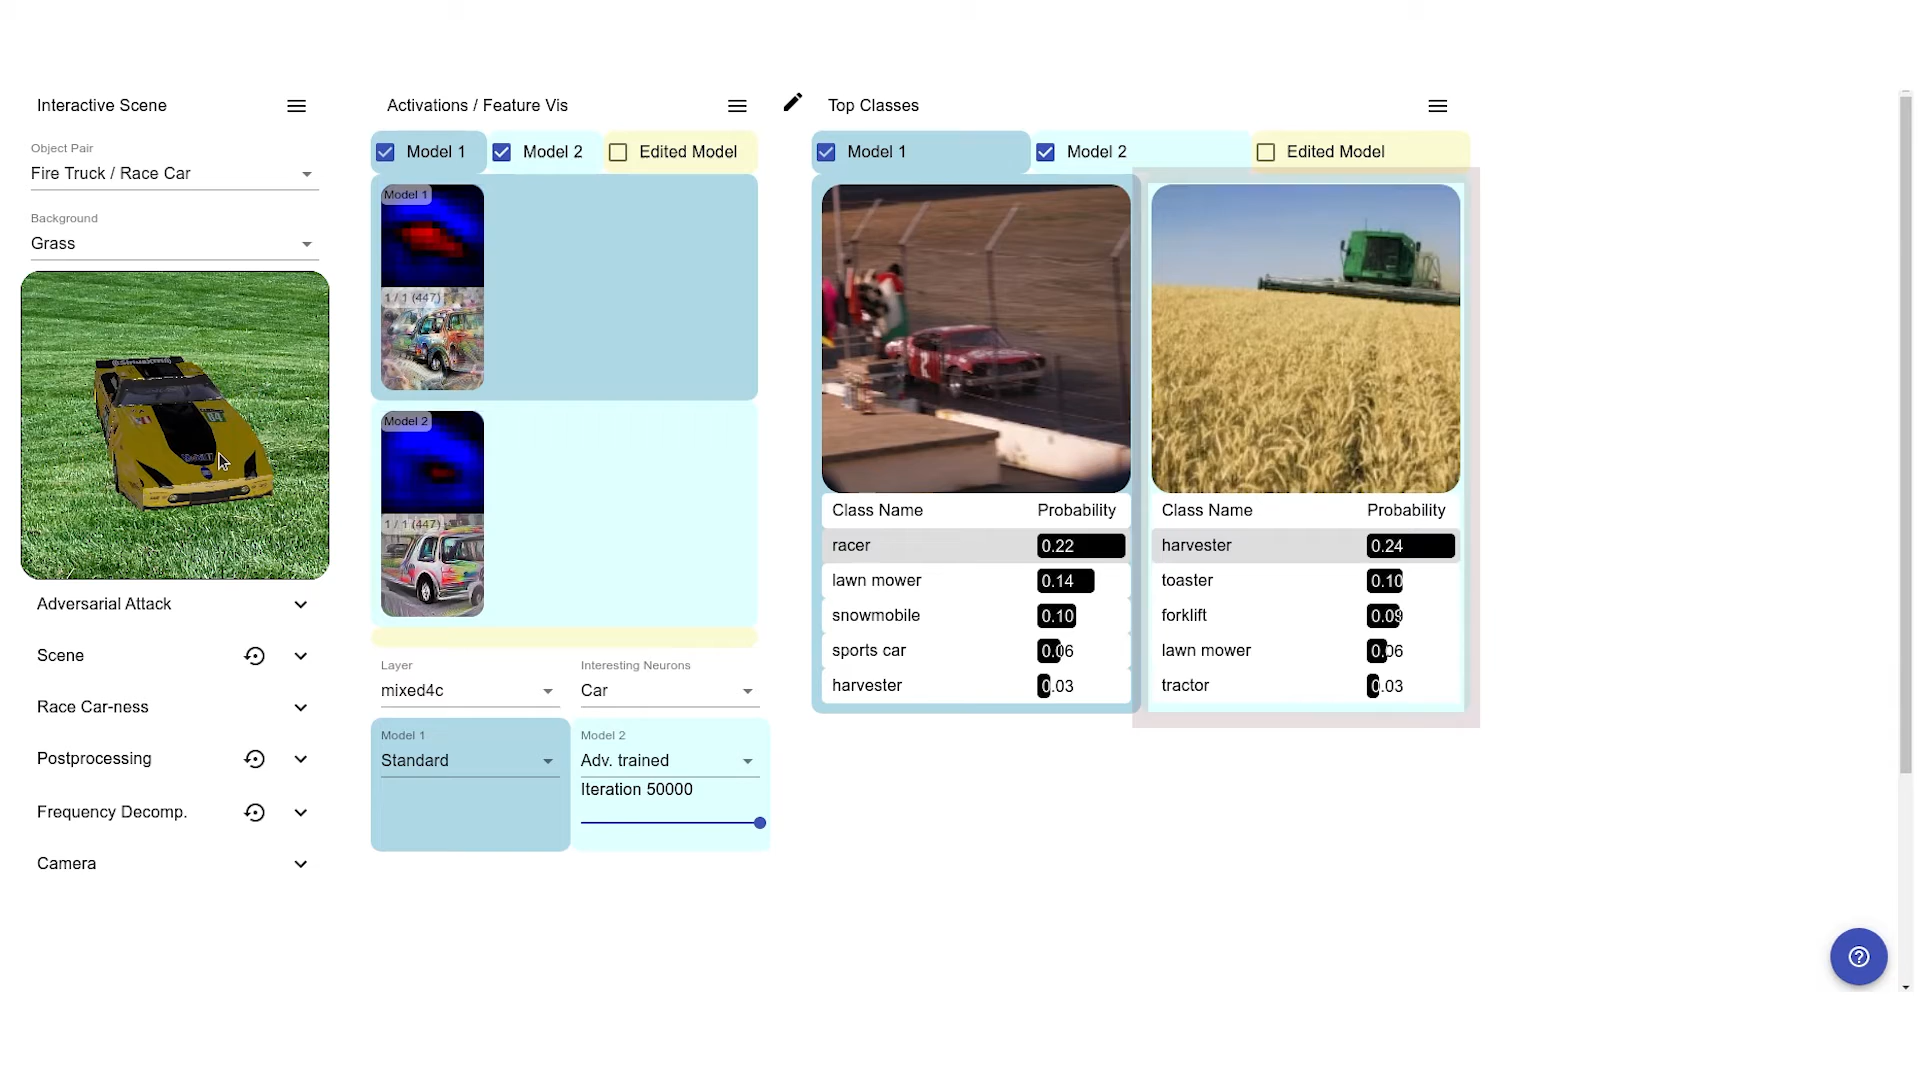 Interactive Scene
Object Pair
Fire Truck / Race Car
Background
Grass
Adversarial Attack
Scene
Race Car-ness
Postprocessing
Frequency Decomp.
Camera
Activations / Feature Vis
Model 1
Model 2
Edited Model
Model 1
1 / 1 (447)
Model 2
1 / 1 (447)
Layer
mixed4c
Interesting Neurons
Car
Model 1
Standard
Model 2
Adv. trained
Iteration 50000
Top Classes
Model 1
Model 2
Edited Model
Class Name Probability
racer 0.22
lawn mower 0.14
snowmobile 0.10
sports car 0.06
harvester 0.03
Class Name Probability
harvester 0.24
toaster 0.10
forklift 0.09
lawn mower 0.06
tractor 0.03